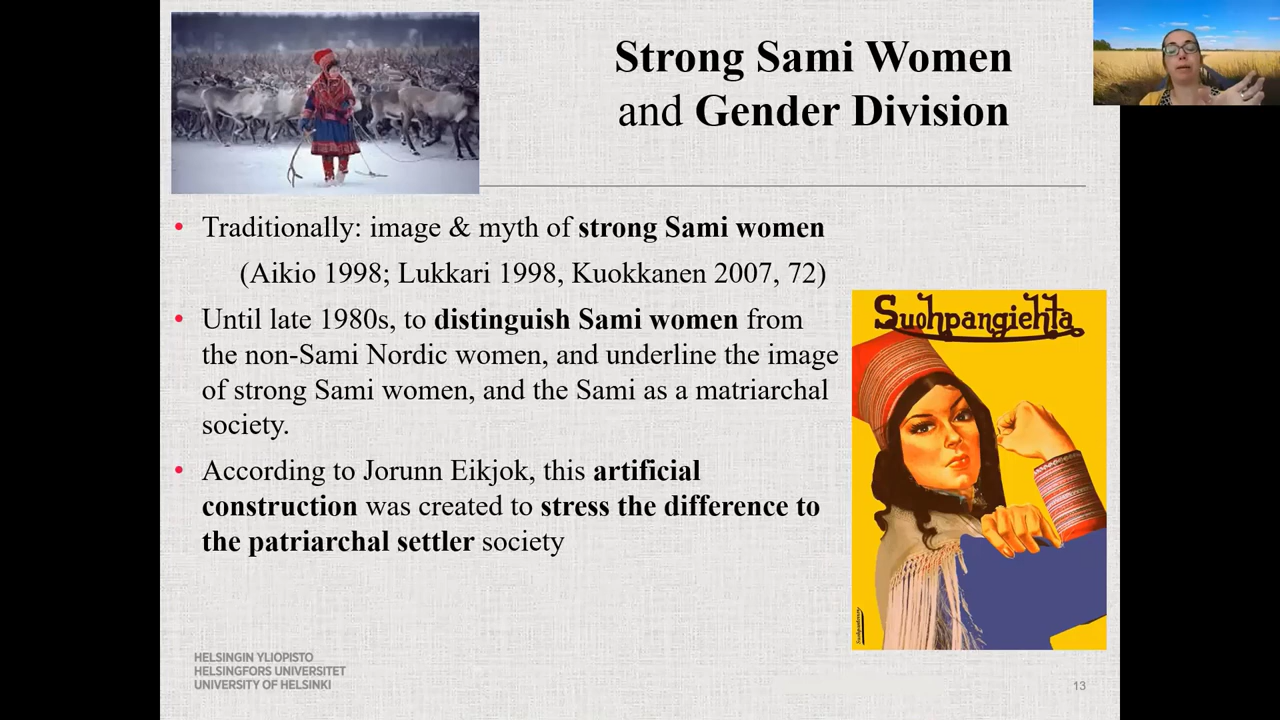 Strong Sami Women
and Gender Division
• Traditionally: image & myth of strong Sami women
(Aikio 1998; Lukkari 1998, Kuokkanen 2007, 72)
• Until late 1980s, to distinguish Sami women from
the non-Sami Nordic women, and underline the image
of strong Sami women, and the Sami as a matriarchal
society.
• According to Jorunn Eikjok, this artificial
construction was created to stress the difference to
the patriarchal settler society
Suohpangiehta
HELSINGIN YLIOPISTO
HELSINGFORS UNIVERSITET
UNIVERSITY OF HELSINKI
13